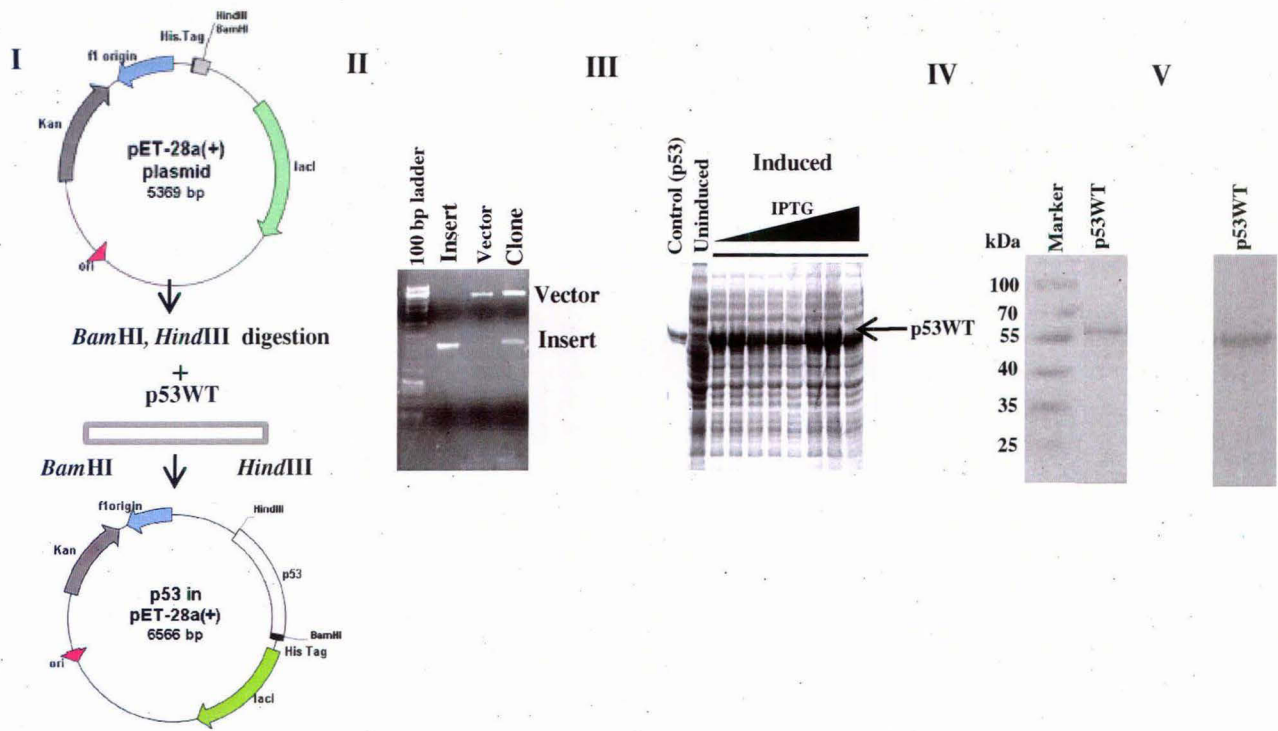 I
HindIII
BamHI
His.Tag
f1 origin
Kan
lacI
pET-28a(+)
plasmid
5369 bp
ori
BamHI, HindIII digestion
+
p53WT
BamHI
HindIII
f1origin
HindIII
Kan
p53
p53 in
pET-28a(+)
6566 bp
BamHI
His Tag
ori
lacI
II
100 bp ladder
Insert
Vector
Clone
Vector
Insert
III
Control (p53)
Uninduced
Induced
IPTG
p53WT
IV
kDa
Marker
p53WT
100
70
55
40
35
25
V
p53WT